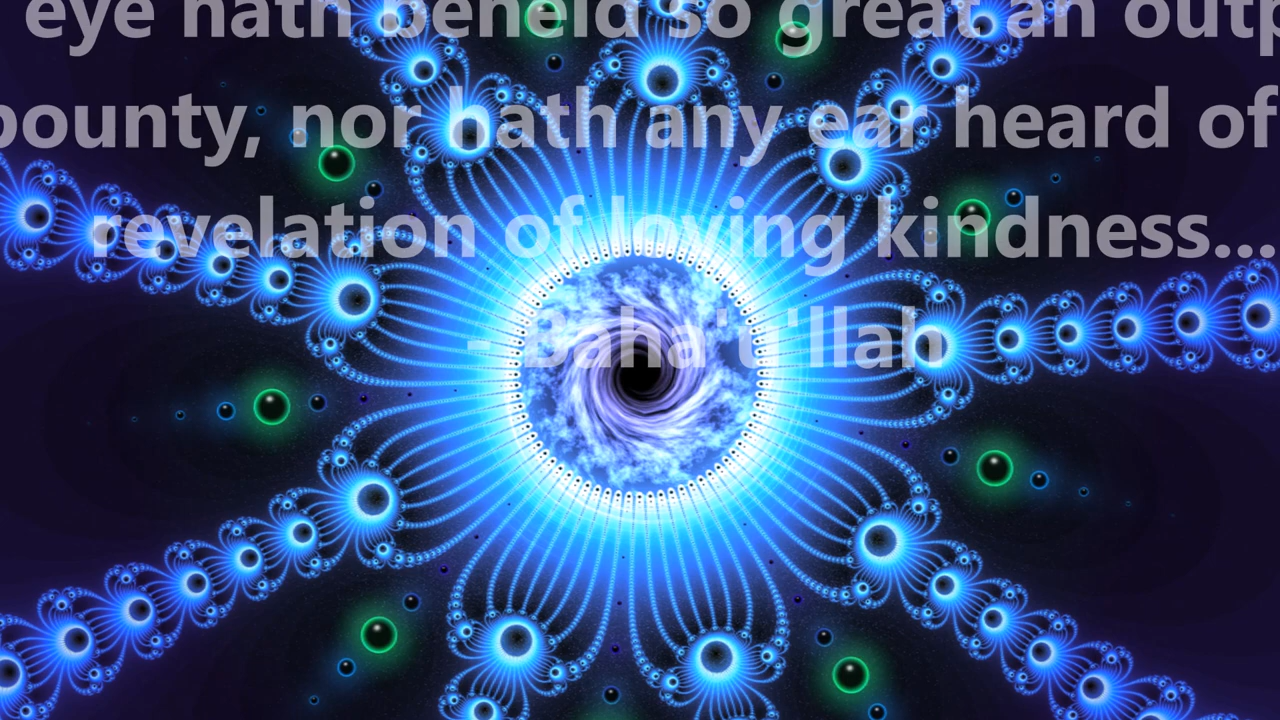 eye hath beheld so great an outp
bounty, nor hath any ear heard of
revelation of loving kindness...
- Baha'u'llah